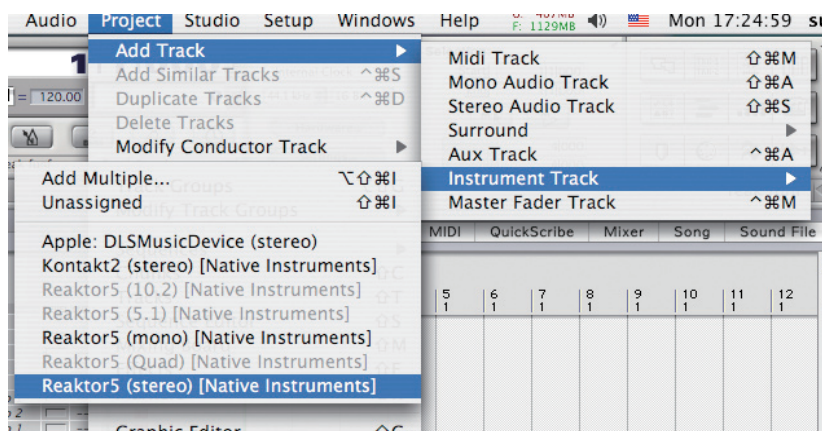 Audio Project Studio Setup Windows Help F: 1129MB Mon 17:24:59
Add Track
Add Similar Tracks ^⌘S
Duplicate Tracks ^⌘D
Delete Tracks
Modify Conductor Track
Midi Track ⇧⌘M
Mono Audio Track ⇧⌘A
Stereo Audio Track ⇧⌘S
Surround
Aux Track ^⌘A
Instrument Track
Master Fader Track ^⌘M
Add Multiple... ⌥⇧⌘I
Unassigned ⇧⌘I
Apple: DLSMusicDevice (stereo)
Kontakt2 (stereo) [Native Instruments]
Reaktor5 (10.2) [Native Instruments]
Reaktor5 (5.1) [Native Instruments]
Reaktor5 (mono) [Native Instruments]
Reaktor5 (Quad) [Native Instruments]
Reaktor5 (stereo) [Native Instruments]
1
= 120.00
MIDI QuickScribe Mixer Song Sound File
5 6 7 8 9 10 11 12
1 1 1 1 1 1 1 1